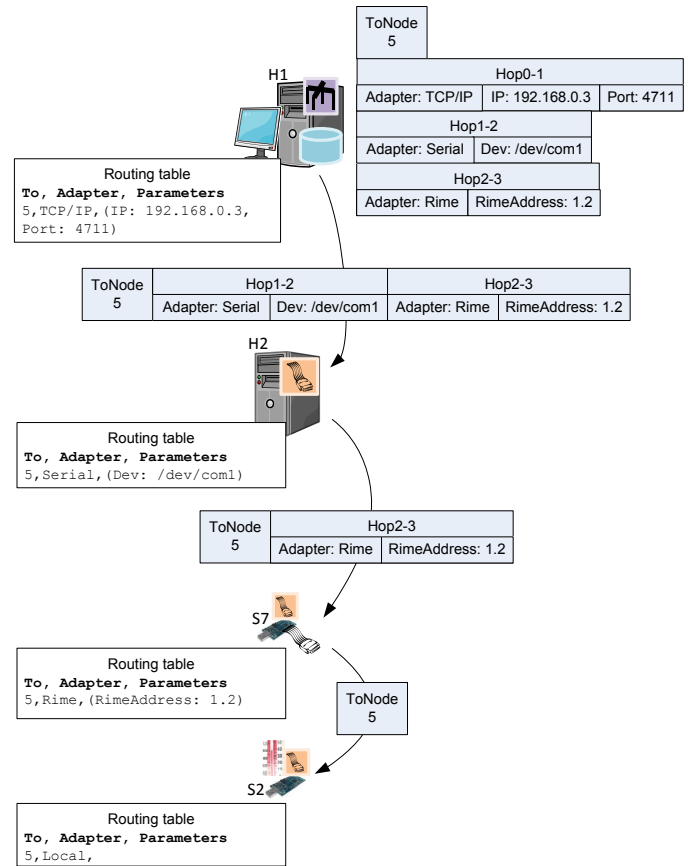 ToNode
5
H1
Hop0-1
Adapter: TCP/IP IP: 192.168.0.3 Port: 4711
Hop1-2
Adapter: Serial Dev: /dev/com1
Hop2-3
Adapter: Rime RimeAddress: 1.2
Routing table
To, Adapter, Parameters
5,TCP/IP,(IP: 192.168.0.3,
Port: 4711)
ToNode
5
Hop1-2
Adapter: Serial Dev: /dev/com1
Hop2-3
Adapter: Rime RimeAddress: 1.2
H2
Routing table
To, Adapter, Parameters
5,Serial,(Dev: /dev/com1)
ToNode
5
Hop2-3
Adapter: Rime RimeAddress: 1.2
S7
Routing table
To, Adapter, Parameters
5,Rime,(RimeAddress: 1.2)
ToNode
5
S2
Routing table
To, Adapter, Parameters
5,Local,